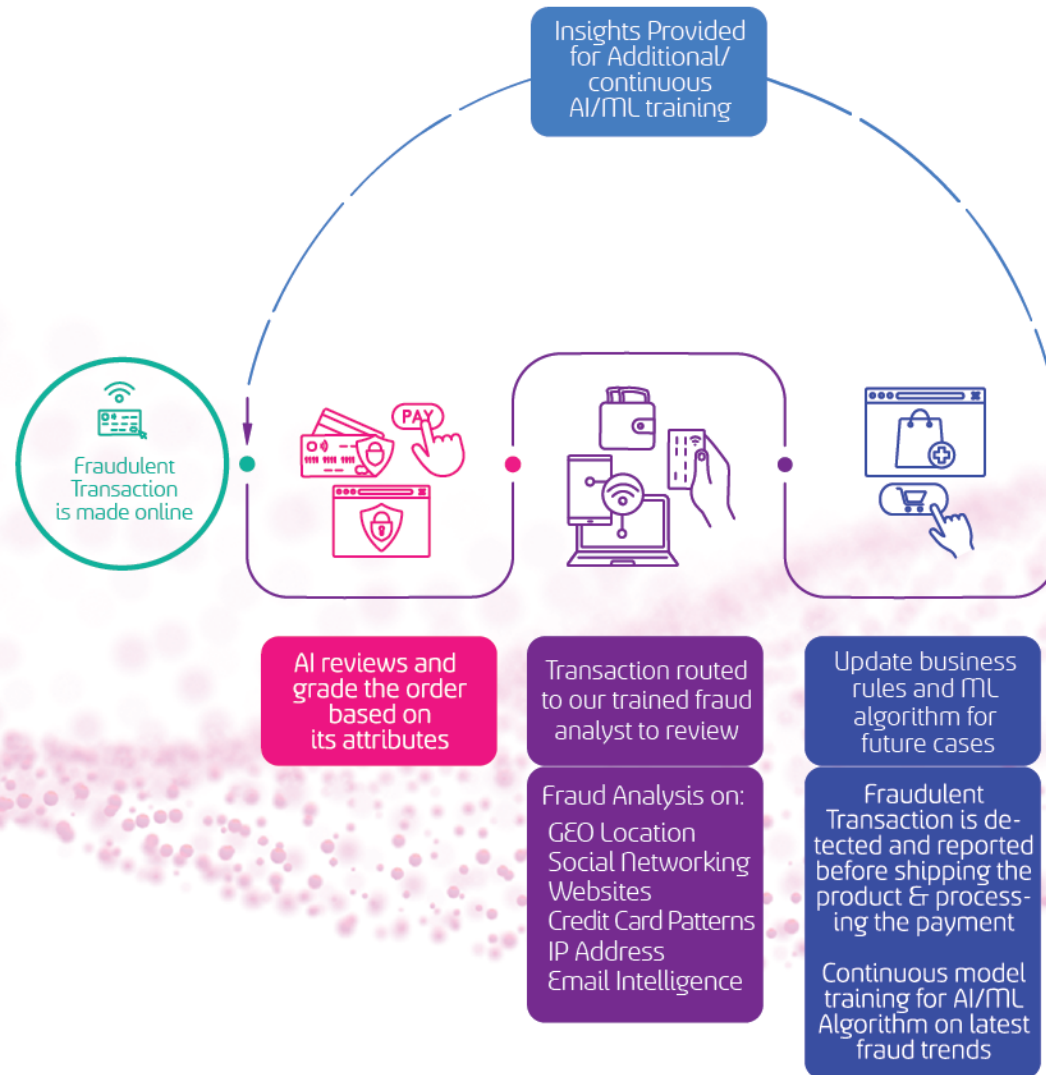 Insights Provided
for Additional/
continuous
AI/ML training
Fraudulent
Transaction
is made online
PAY
AI reviews and
grade the order
based on
its attributes
Transaction routed
to our trained fraud
analyst to review
Fraud Analysis on:
GEO Location
Social Networking
Websites
Credit Card Patterns
IP Address
Email Intelligence
Update business
rules and ML
algorithm for
future cases
Fraudulent
Transaction is de-
tected and reported
before shipping the
product & process-
ing the payment
Continuous model
training for AI/ML
Algorithm on latest
fraud trends